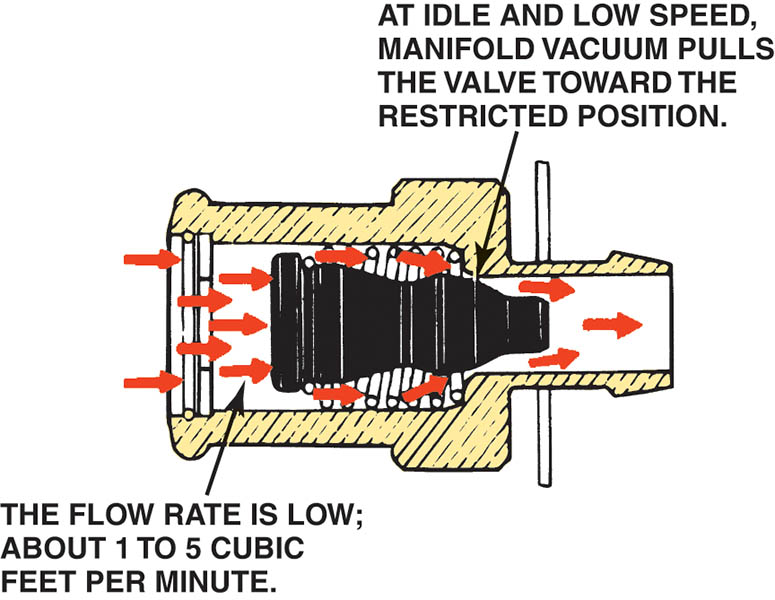 AT IDLE AND LOW SPEED,
MANIFOLD VACUUM PULLS
THE VALVE TOWARD THE
RESTRICTED POSITION.
THE FLOW RATE IS LOW;
ABOUT 1 TO 5 CUBIC
FEET PER MINUTE.